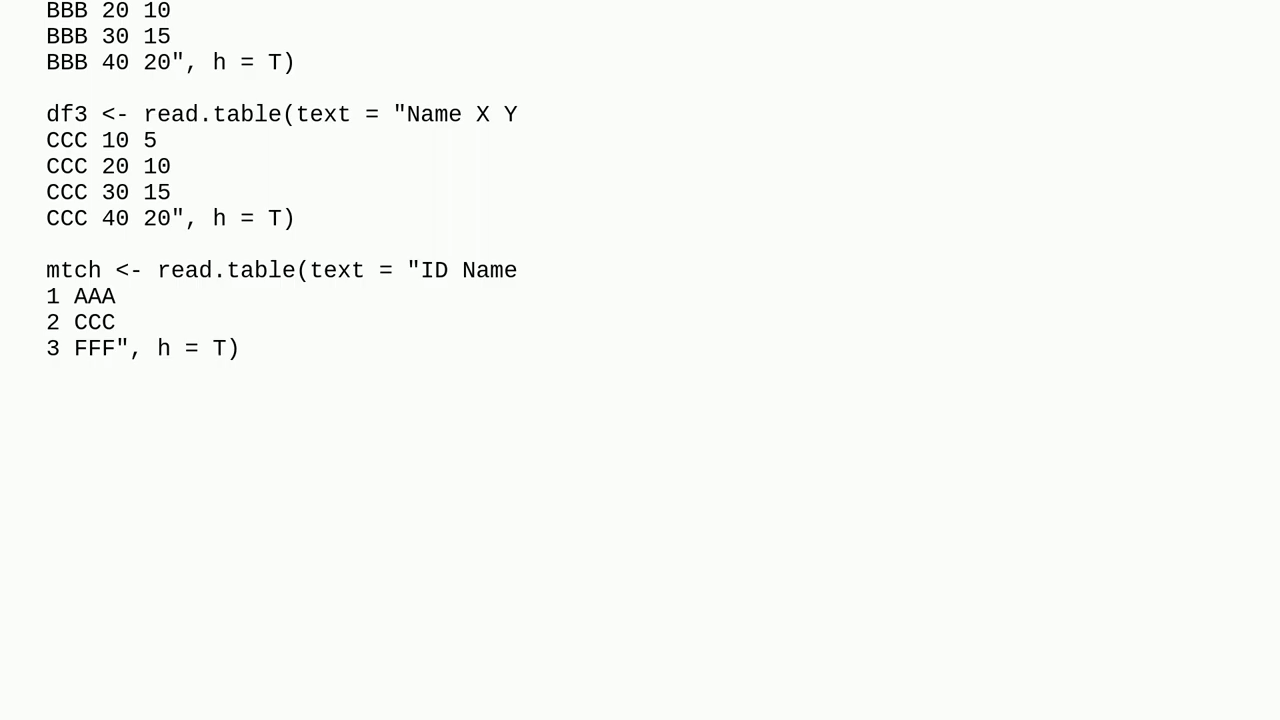 BBB 20 10
BBB 30 15
BBB 40 20", h = T)
df3 <- read.table(text = "Name X Y
CCC 10 5
CCC 20 10
CCC 30 15
CCC 40 20", h = T)
mtch <- read.table(text = "ID Name
1 AAA
2 CCC
3 FFF", h = T)